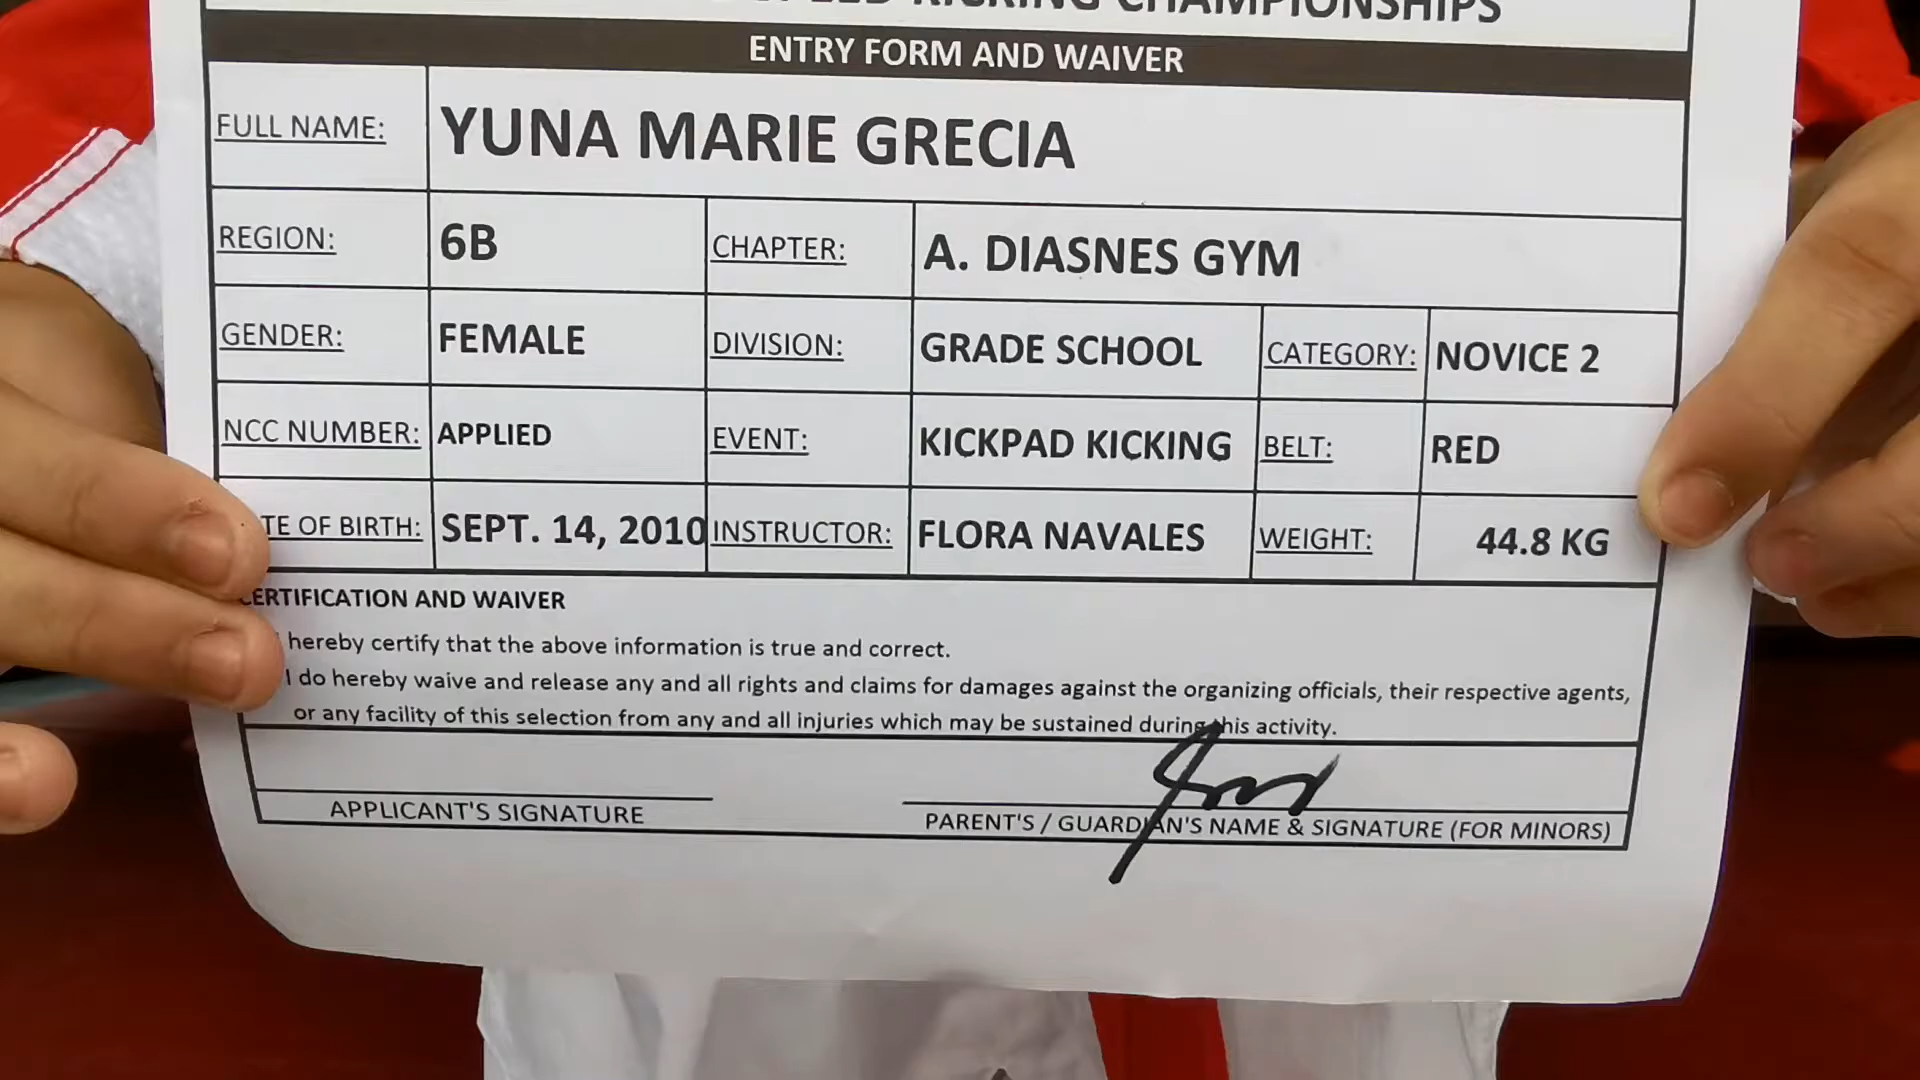 KICKING CHAMPIONSHIPS
ENTRY FORM AND WAIVER
FULL NAME: YUNA MARIE GRECIA
REGION: 6B CHAPTER: A. DIASNES GYM
GENDER: FEMALE DIVISION: GRADE SCHOOL CATEGORY: NOVICE 2
NCC NUMBER: APPLIED EVENT: KICKPAD KICKING BELT: RED
TE OF BIRTH: SEPT. 14, 2010 INSTRUCTOR: FLORA NAVALES WEIGHT: 44.8 KG
CERTIFICATION AND WAIVER
hereby certify that the above information is true and correct.
I do hereby waive and release any and all rights and claims for damages against the organizing officials, their respective agents,
or any facility of this selection from any and all injuries which may be sustained during this activity.
APPLICANT'S SIGNATURE PARENT'S / GUARDIAN'S NAME & SIGNATURE (FOR MINORS)